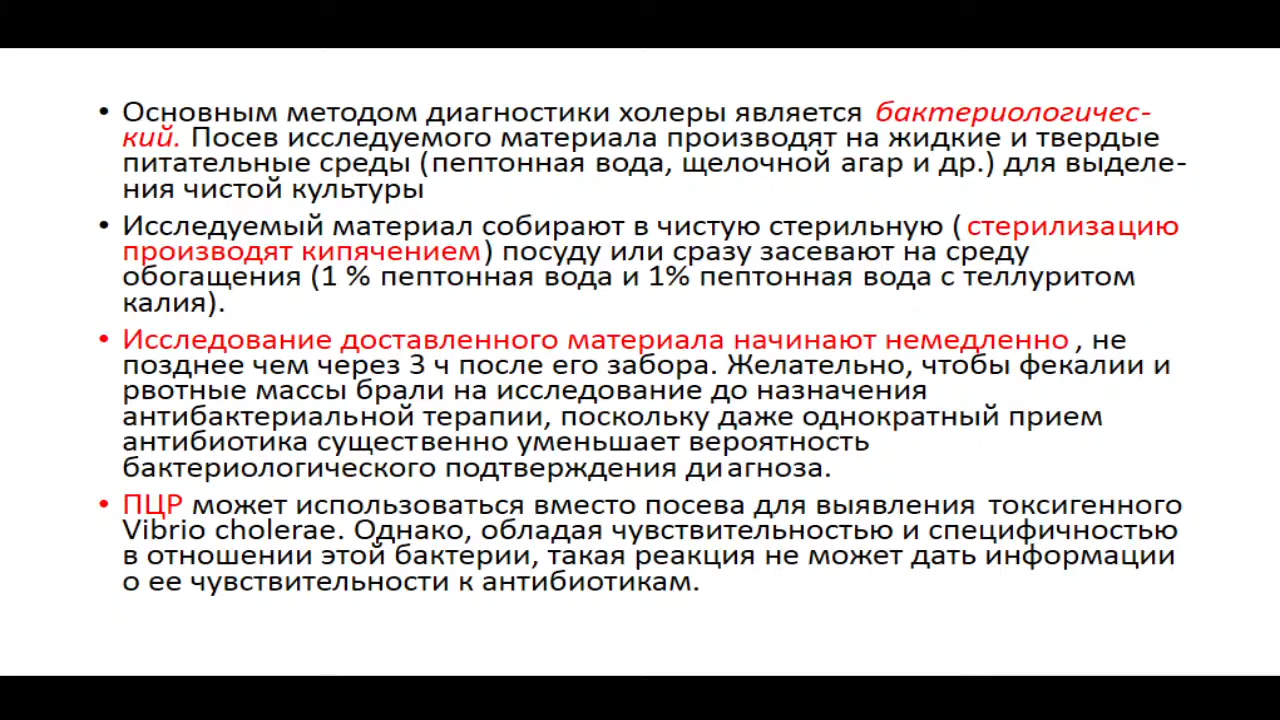 • Основным методом диагностики холеры является бактериологичес-
кий. Посев исследуемого материала производят на жидкие и твердые
питательные среды (пептонная вода, щелочной агар и др.) для выделе-
ния чистой культуры
• Исследуемый материал собирают в чистую стерильную (стерилизацию
производят кипячением) посуду или сразу засевают на среду
обогащения (1 % пептонная вода и 1% пептонная вода с теллуритом
калия).
• Исследование доставленного материала начинают немедленно, не
позднее чем через 3 ч после его забора. Желательно, чтобы фекалии и
рвотные массы брали на исследование до назначения
антибактериальной терапии, поскольку даже однократный прием
антибиотика существенно уменьшает вероятность
бактериологического подтверждения диагноза.
• ПЦР может использоваться вместо посева для выявления токсигенного
Vibrio cholerae. Однако, обладая чувствительностью и специфичностью
в отношении этой бактерии, такая реакция не может дать информации
о ее чувствительности к антибиотикам.